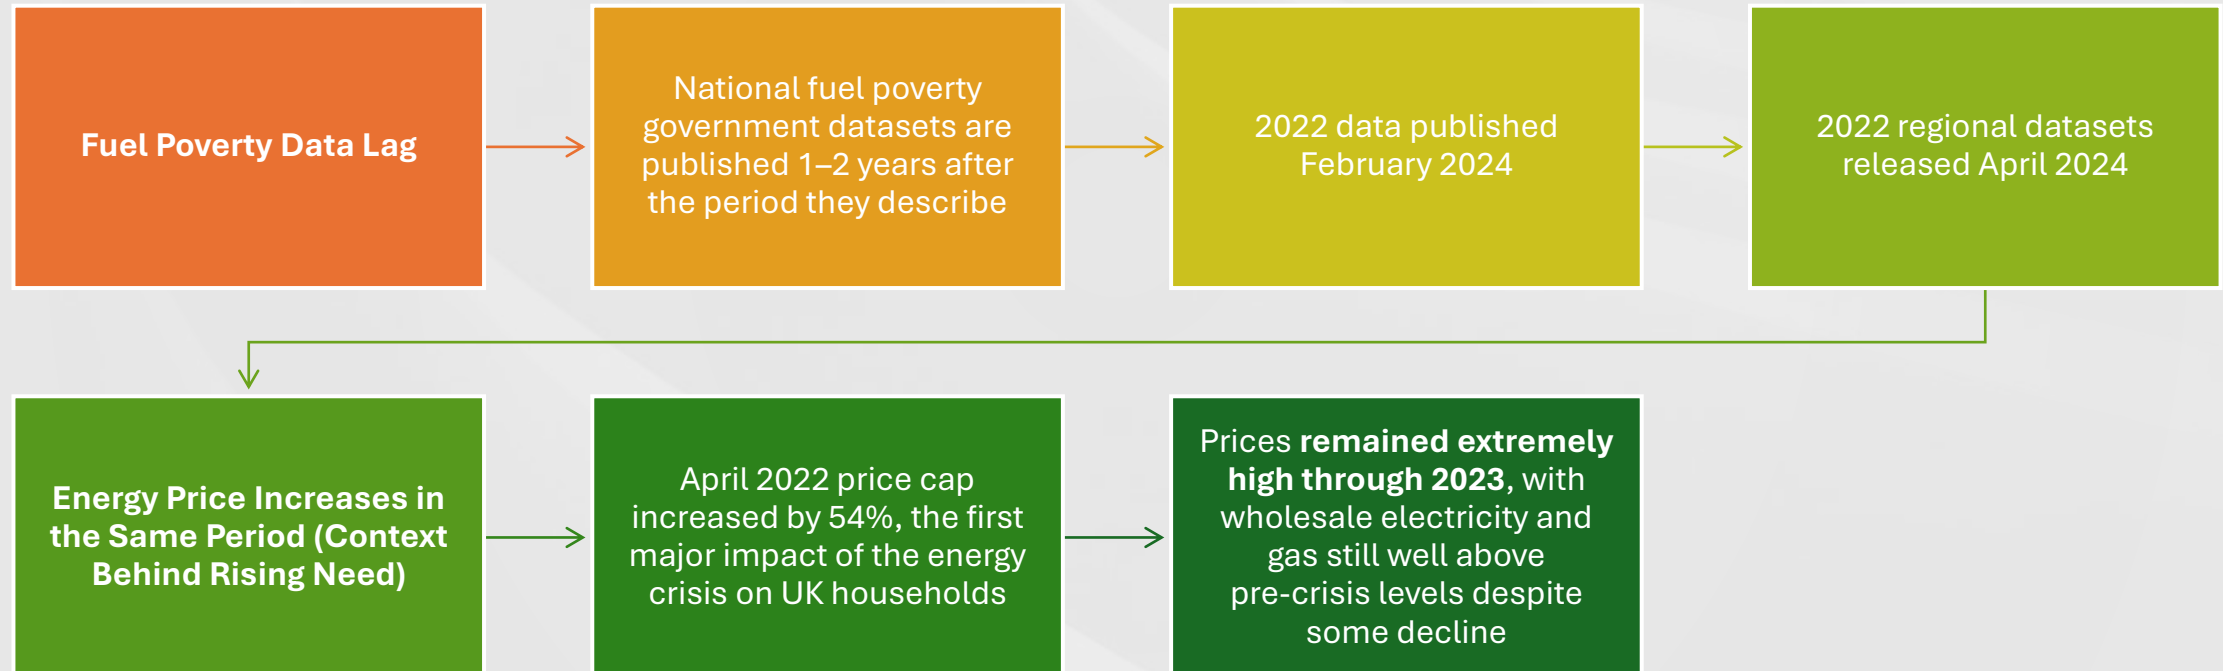 Fuel Poverty Data Lag
National fuel poverty
government datasets are
published 1–2 years after
the period they describe
2022 data published
February 2024
2022 regional datasets
released April 2024
Energy Price Increases in
the Same Period (Context
Behind Rising Need)
April 2022 price cap
increased by 54%, the first
major impact of the energy
crisis on UK households
Prices remained extremely
high through 2023, with
wholesale electricity and
gas still well above
pre-crisis levels despite
some decline